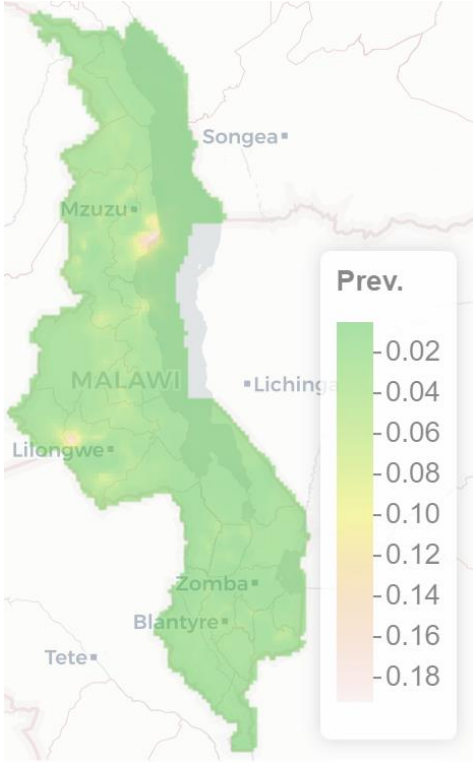 Songea
Mzuzu
Prev.
0.02
MALAWI
Lichinga
0.04
0.06
Lilongwe
0.08
0.10
0.12
Zomba
0.14
Blantyre
0.16
Tete
0.18